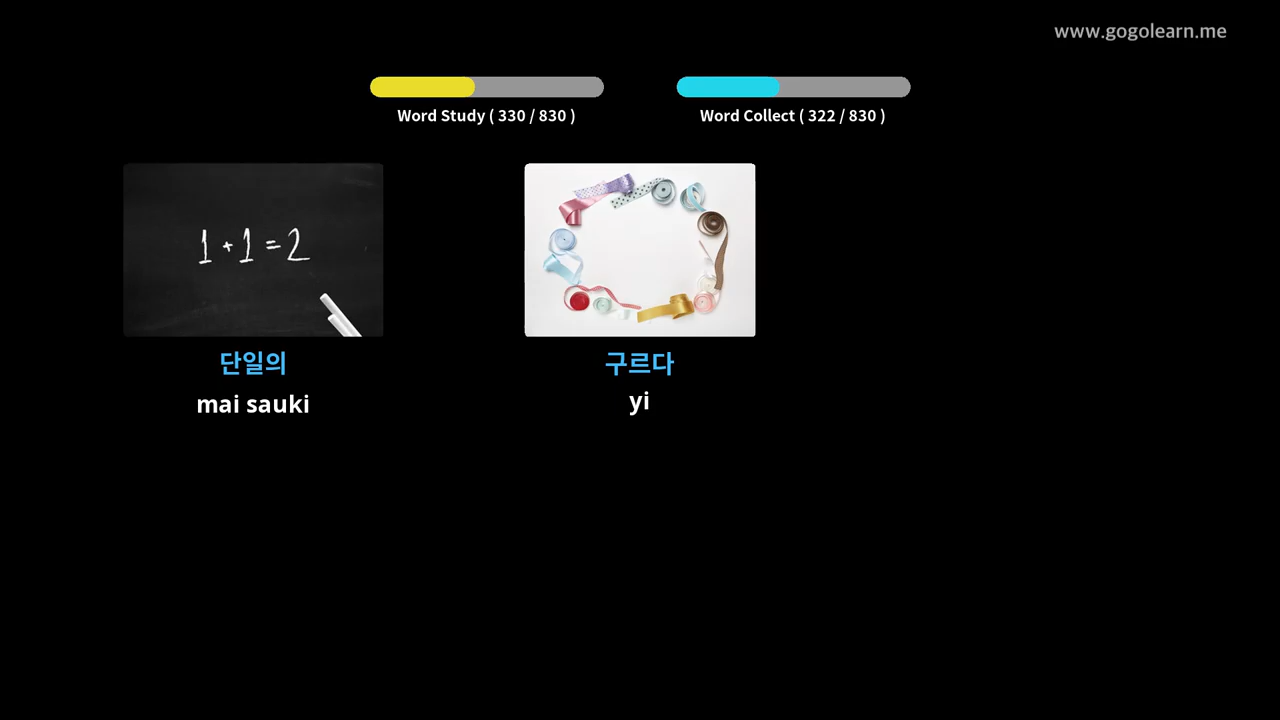 www.gogolearn.me
Word Study ( 330 / 830 )
Word Collect ( 322 / 830 )
1 + 1 = 2
단일의
mai sauki
구르다
yi